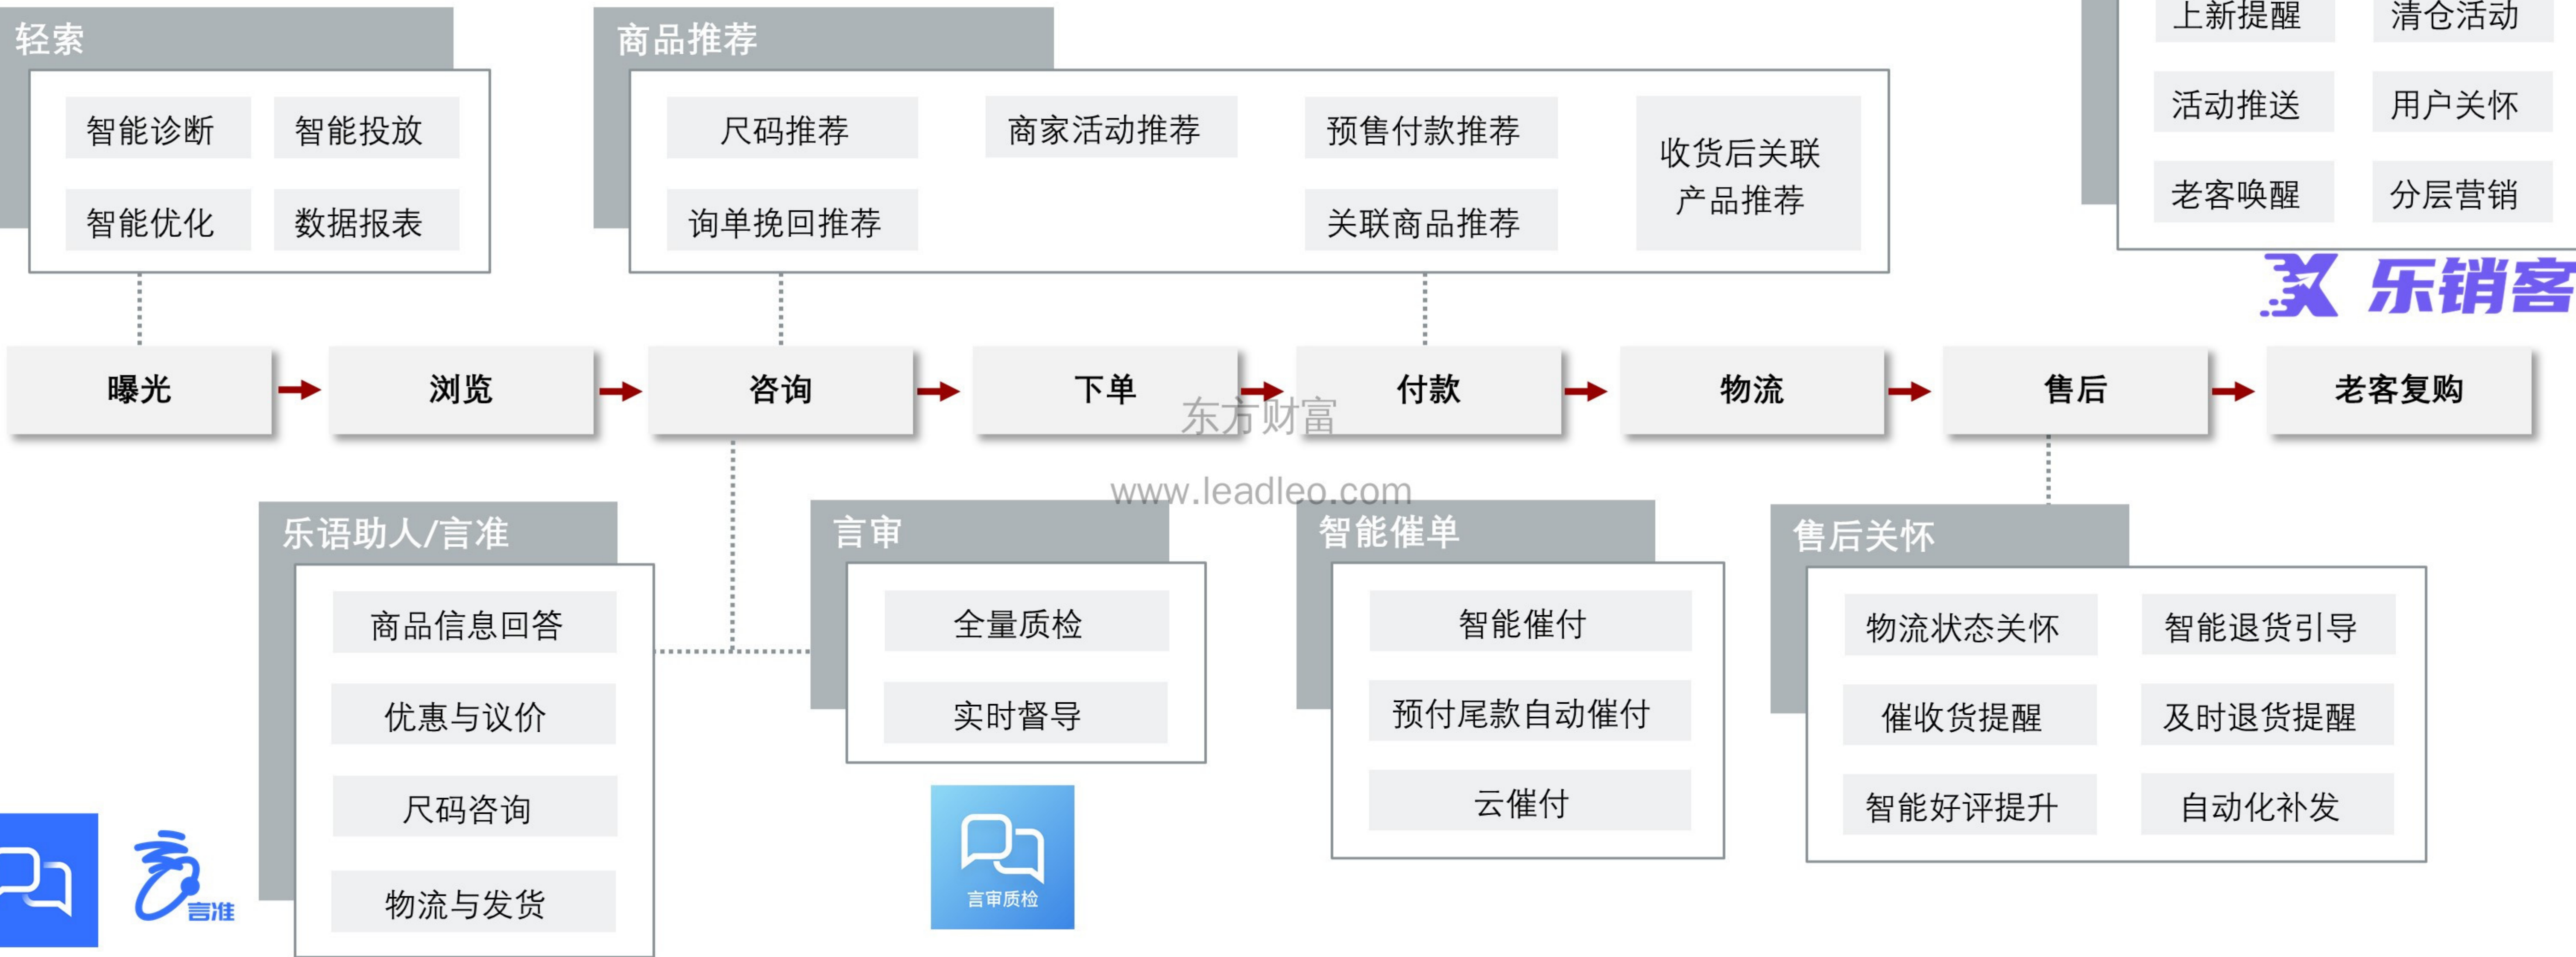 轻索
智能诊断
智能投放
智能优化
数据报表
商品推荐
尺码推荐
商家活动推荐
预售付款推荐
收货后关联
产品推荐
询单挽回推荐
关联商品推荐
上新提醒
清仓活动
活动推送
用户关怀
老客唤醒
分层营销
乐销客
曝光
浏览
咨询
下单
付款
物流
售后
老客复购
东方财富
www.leadleo.com
乐语助人/言准
商品信息回答
优惠与议价
尺码咨询
物流与发货
言准
言审
全量质检
实时督导
言审质检
智能催单
智能催付
预付尾款自动催付
云催付
售后关怀
物流状态关怀
智能退货引导
催收货提醒
及时退货提醒
智能好评提升
自动化补发